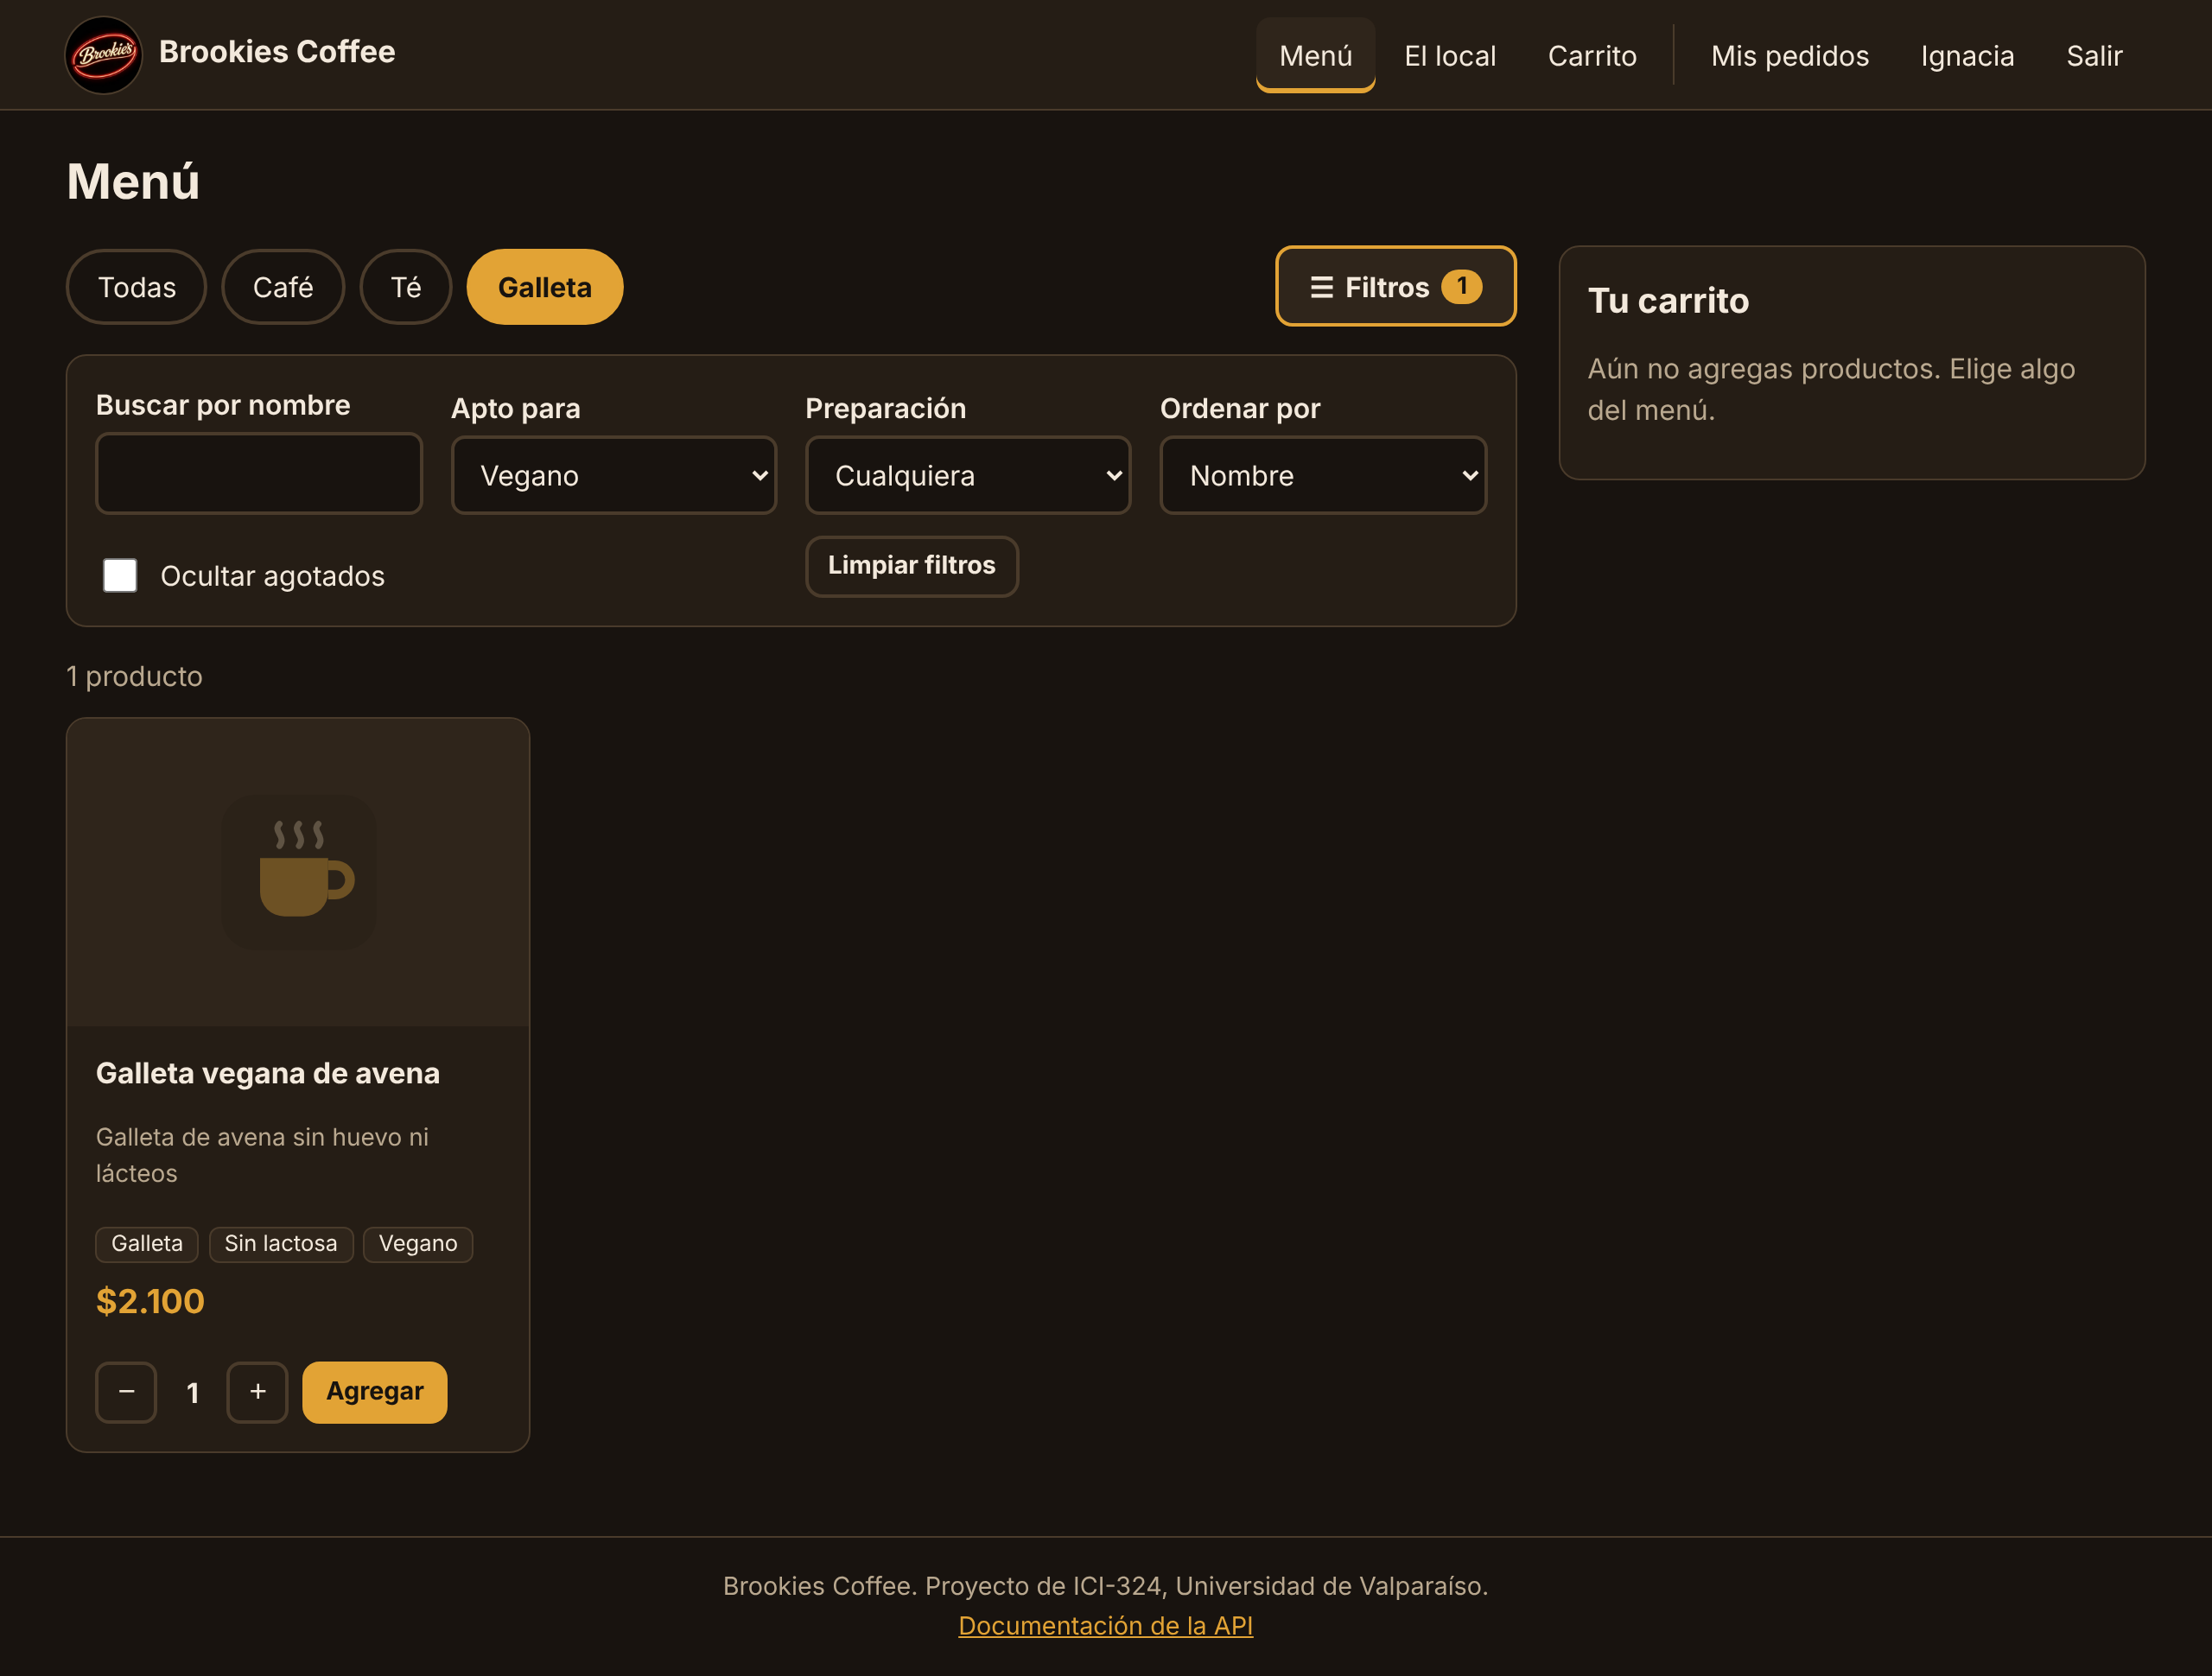 Brookies
Brookies Coffee
Menú
El local
Carrito
Mis pedidos
Ignacia
Salir
Menú
Todas
Café
Té
Galleta
☰ Filtros 1
Tu carrito
Aún no agregas productos. Elige algo
del menú.
Buscar por nombre
Apto para
Preparación
Ordenar por
Vegano
Cualquiera
Nombre
Ocultar agotados
Limpiar filtros
1 producto
Galleta vegana de avena
Galleta de avena sin huevo ni
lácteos
Galleta
Sin lactosa
Vegano
$2.100
− 1 + Agregar
Brookies Coffee. Proyecto de ICI-324, Universidad de Valparaíso.
Documentación de la API